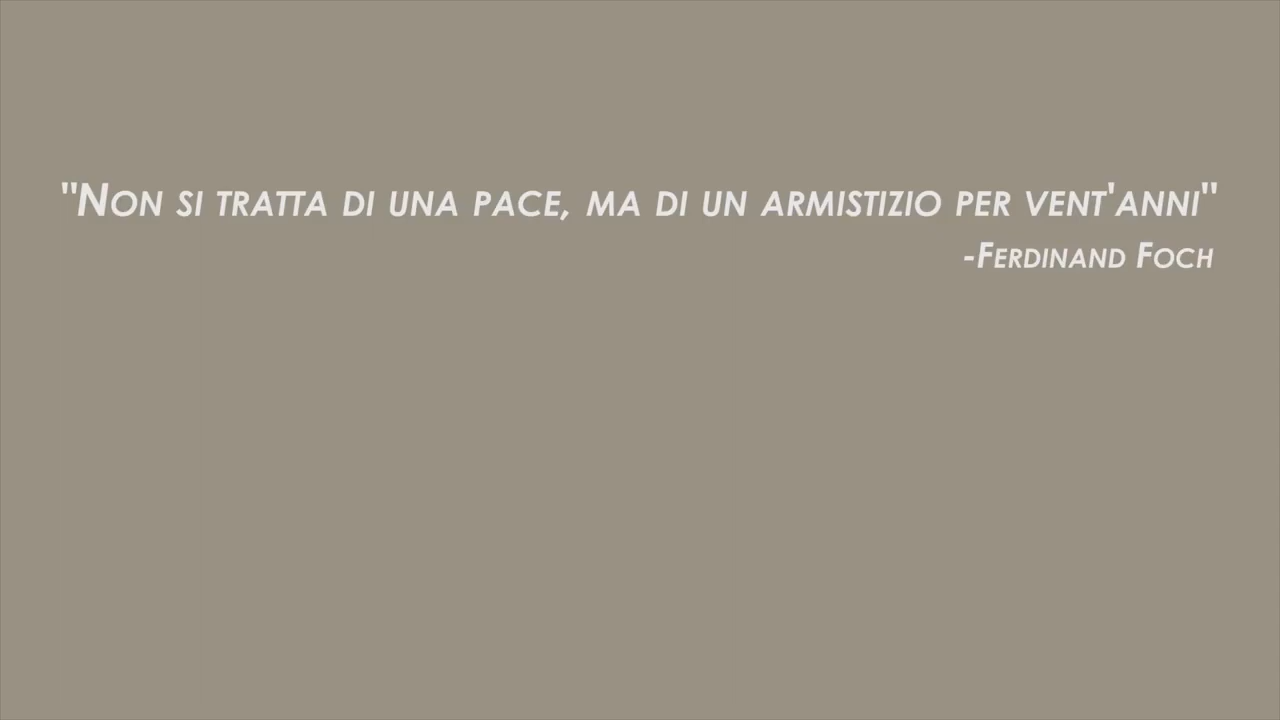 "Non si tratta di una pace, ma di un armistizio per vent'anni"
-Ferdinand Foch